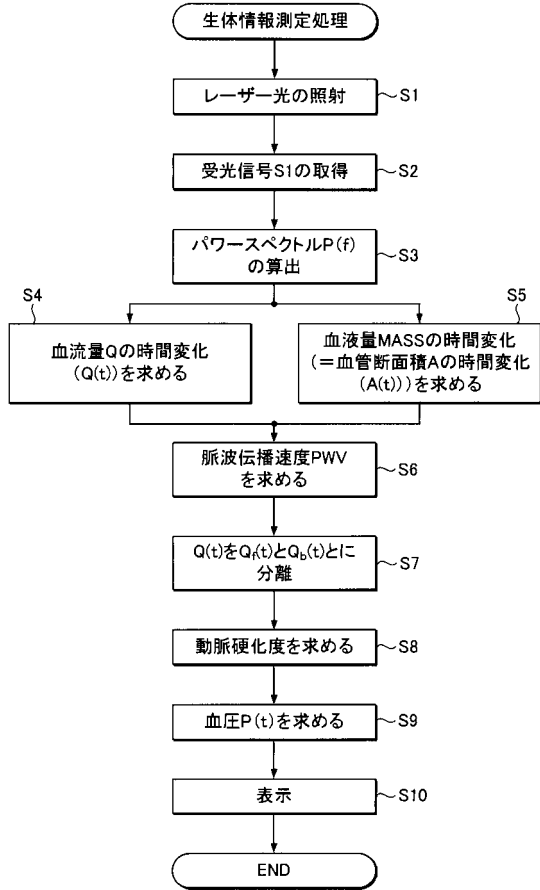 生体情報測定処理
レーザー光の照射
S1
受光信号S1の取得
S2
パワースペクトルP(f)
の算出
S3
S4
血流量Qの時間変化
(Q(t))を求める
S5
血液量MASSの時間変化
(=血管断面積Aの時間変化
(A(t)))を求める
脈波伝播速度PWV
を求める
S6
Q(t)をQf(t)とQb(t)とに
分離
S7
動脈硬化度を求める
S8
血圧P(t)を求める
S9
表示
S10
END